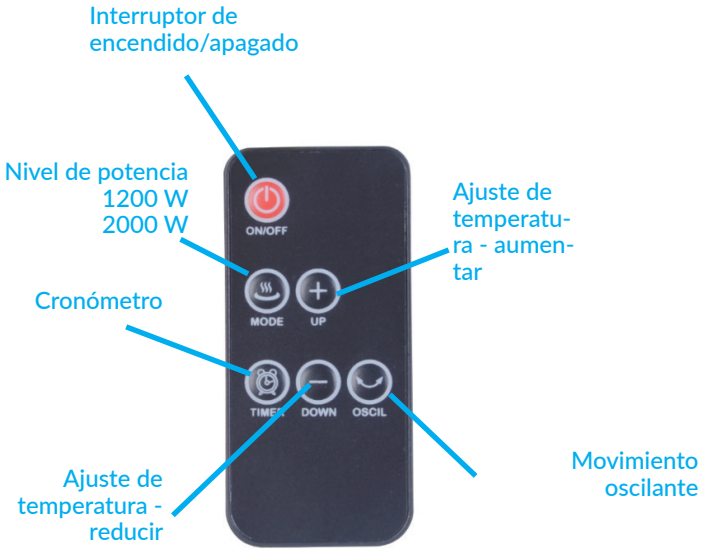 Interruptor de
encendido/apagado
Nivel de potencia
1200 W
2000 W
Ajuste de
temperatu-
ra - aumen-
tar
ON/OFF
MODE
UP
Cronómetro
TIMER
DOWN
OSCIL
Ajuste de
temperatura -
reducir
Movimiento
oscilante